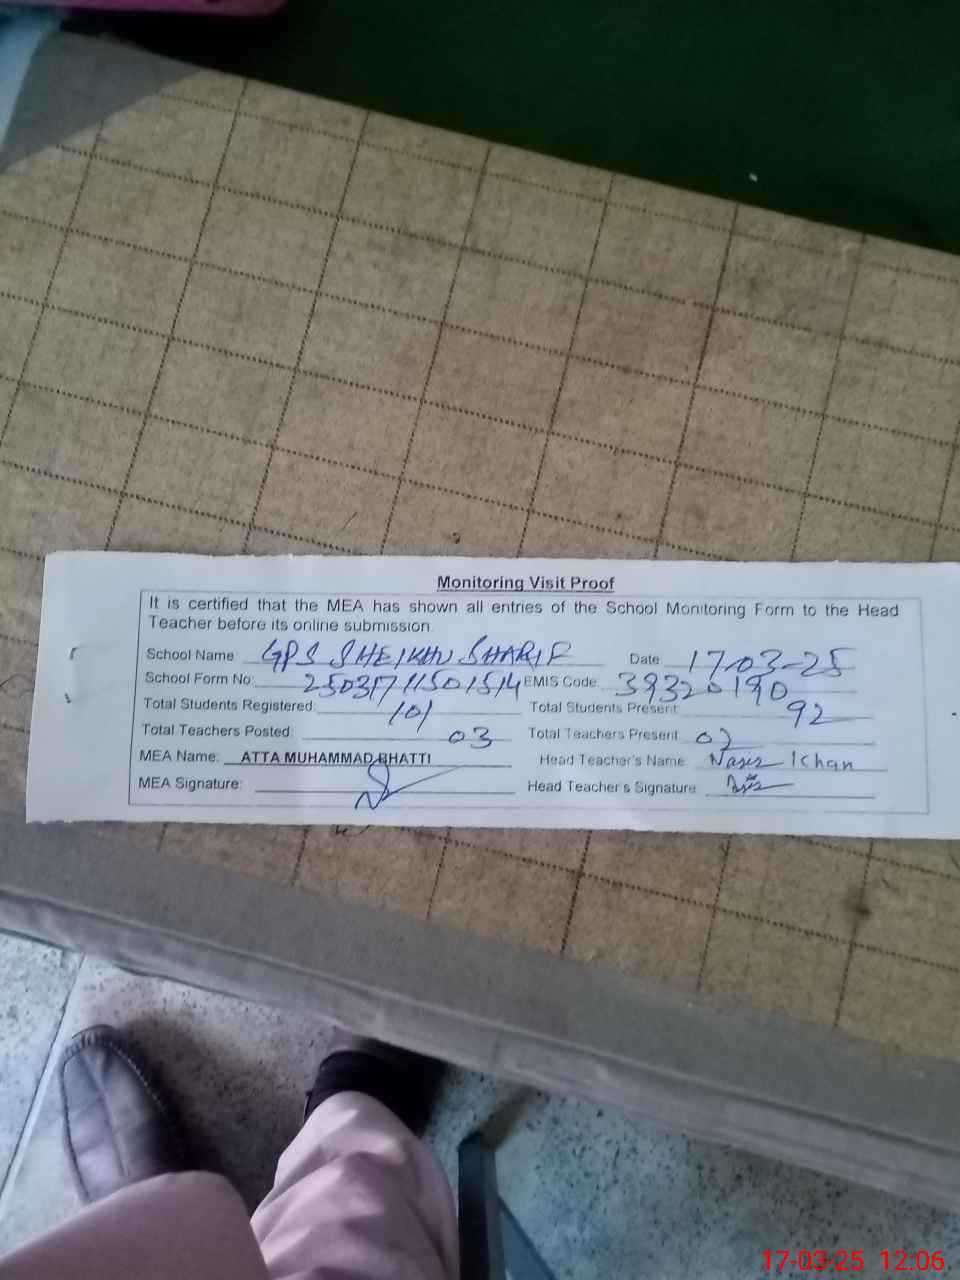 Monitoring Visit Proof
It is certified that the MEA has shown all entries of the School Monitoring Form to the Head
Teacher before its online submission.
School Name GPS SHEIKHU SHARIF Date 17-03-25
School Form No: 25031711501514 EMIS Code: 39320190
Total Students Registered: 101 Total Students Present: 92
Total Teachers Posted: 03 Total Teachers Present 02
MEA Name: ATTA MUHAMMAD BHATTI Head Teacher's Name: Nasir Khan
MEA Signature: Head Teacher's Signature
17-03-25 12:06